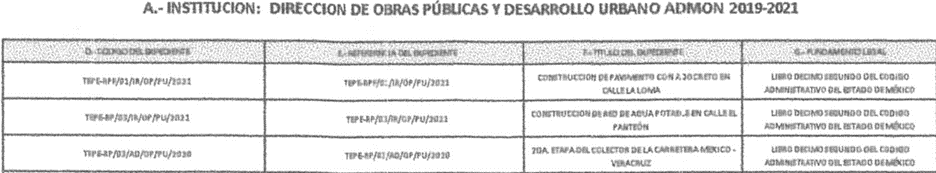 A.- INSTITUCION: DIRECCION DE OBRAS PÚBLICAS Y DESARROLLO URBANO ADMON 2019-2021
D.- CODIGO DEL EXPEDIENTE E.- REFERENCIA DEL EXPEDIENTE F.- TITULO DEL EXPEDIENTE G.- FUNDAMENTO LEGAL
TEPE-RPF/01/IR/OP/PU/2021 TEPE-RPF/01/IR/OP/PU/2021 CONSTRUCCION DE PAVIMENTO CON ADOCRETO EN CALLE LA LOMA LIBRO DECIMO SEGUNDO DEL CODIGO ADMINISTRATIVO DEL ESTADO DE MÉXICO
TEPE-RP/03/IR/OP/PU/2021 TEPE-RP/03/IR/OP/PU/2021 CONSTRUCCION DE RED DE AGUA POTABLE EN CALLE EL PANTEÓN LIBRO DECIMO SEGUNDO DEL CODIGO ADMINISTRATIVO DEL ESTADO DE MÉXICO
TEPE-RP/03/AD/OP/PU/2020 TEPE-RP/03/AD/OP/PU/2020 2DA. ETAPA DEL COLECTOR DE LA CARRETERA MEXICO - VERACRUZ LIBRO DECIMO SEGUNDO DEL CODIGO ADMINISTRATIVO DEL ESTADO DE MÉXICO